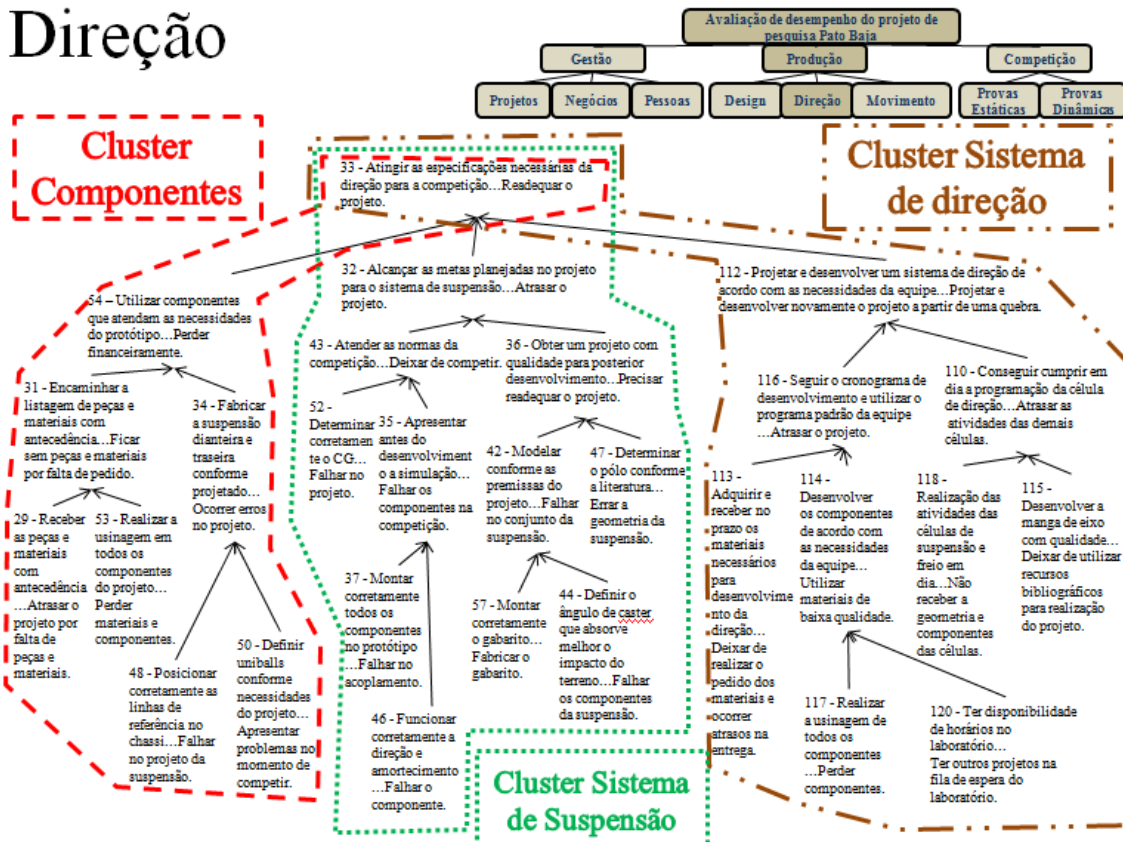 Direção
Avaliação de desempenho do projeto de
pesquisa Pato Baja
Gestão
Produção
Competição
Projetos
Negócios
Pessoas
Design
Direção
Movimento
Provas
Estáticas
Provas
Dinâmicas
Cluster
Componentes
33 - Atingir as especificações necessárias da
direção para a competição…Readequar o
projeto.
Cluster Sistema
de direção
54 – Utilizar componentes
que atendam as necessidades
do protótipo…Perder
financeiramente.
32 - Alcançar as metas planejadas no projeto
para o sistema de suspensão…Atrasar o
projeto.
112 - Projetar e desenvolver um sistema de direção de
acordo com as necessidades da equipe…Projetar e
desenvolver novamente o projeto a partir de uma quebra.
31 - Encaminhar a
listagem de peças e
materiais com
antecedência…Ficar
sem peças e materiais
por falta de pedido.
34 - Fabricar
a suspensão
dianteira e
traseira
conforme
projetado…
Ocorrer erros
no projeto.
43 - Atender as normas da
competição…Deixar de competir.
36 - Obter um projeto com
qualidade para posterior
desenvolvimento…Precisar
readequar o projeto.
116 - Seguir o cronograma de
desenvolvimento e utilizar o
programa padrão da equipe
…Atrasar o projeto.
110 - Conseguir cumprir em
dia a programação da célula
de direção…Atrasar as
atividades das demais
células.
52 -
Determinar
corretamen
te o CG…
Falhar no
projeto.
35 - Apresentar
antes do
desenvolviment
o a simulação…
Falhar os
componentes na
competição.
42 - Modelar
conforme as
premissas do
projeto…Falhar
no conjunto da
suspensão.
47 - Determinar
o pólo conforme
a literatura…
Errar a
geometria da
suspensão.
29 - Receber
as peças e
materiais
com
antecedência
…Atrasar o
projeto por
falta de
peças e
materiais.
53 - Realizar a
usinagem em
todos os
componentes
do projeto…
Perder
materiais e
componentes.
113 -
Adquirir e
receber no
prazo os
materiais
necessários
para
desenvolvime
nto da
direção…
Deixar de
realizar o
pedido dos
materiais e
ocorrer
atrasos na
entrega.
114 -
Desenvolver
os componentes
de acordo com
as necessidades
da equipe…
Utilizar
materiais de
baixa qualidade.
118 -
Realização das
atividades das
células de
suspensão e
freio em
dia…Não
receber a
geometria e
componentes
das células.
115 -
Desenvolver a
manga de eixo
com qualidade…
Deixar de utilizar
recursos
bibliográficos
para realização
do projeto.
48 - Posicionar
corretamente as
linhas de
referência no
chassi…Falhar
no projeto da
suspensão.
50 - Definir
uniballs
conforme
necessidades
do projeto…
Apresentar
problemas no
momento de
competir.
37 - Montar
corretamente
todos os
componentes
no protótipo
…Falhar no
acoplamento.
57 - Montar
corretamente
o gabarito…
Fabricar o
gabarito.
44 - Definir o
ângulo de caster
que absorve
melhor o
impacto do
terreno…Falhar
os componentes
da suspensão.
46 - Funcionar
corretamente a
direção e
amortecimento
…Falhar o
componente.
117 - Realizar
a usinagem de
todos os
componentes
…Perder
componentes.
120 - Ter disponibilidade
de horários no
laboratório…
Ter outros projetos na
fila de espera do
laboratório.
Cluster Sistema
de Suspensão